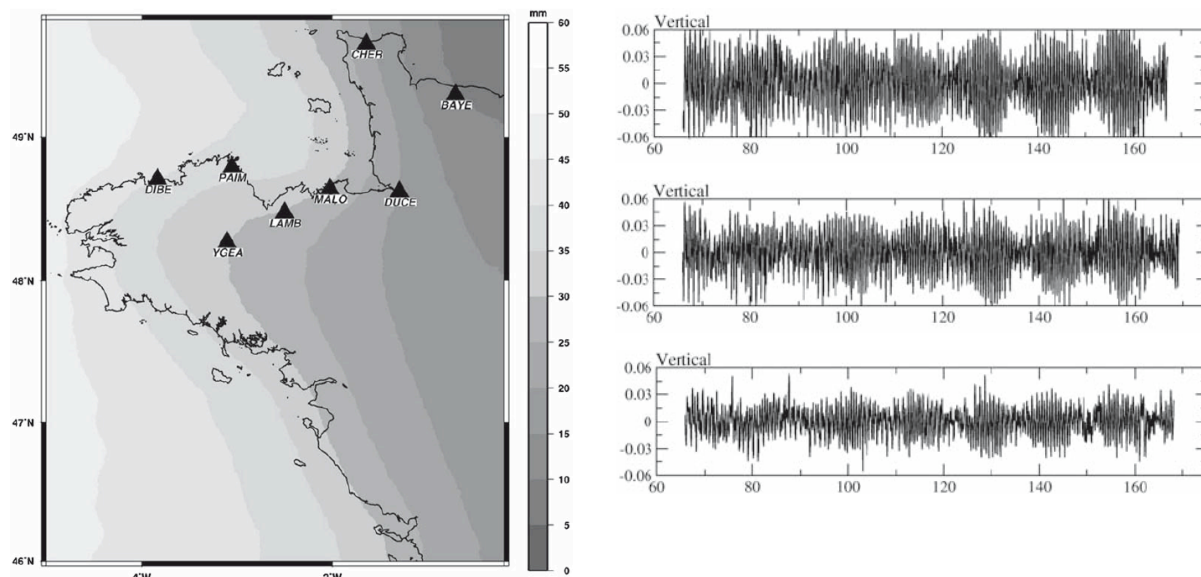 mm
60
55
50
45
40
35
30
25
20
15
10
5
0
49˚N
48˚N
47˚N
46˚N
4˚W
2˚W
CHER
BAYE
DIBE
PAIM
MALO
DUCE
LAMB
YGEA
Vertical
0.06
0.03
0
-0.03
-0.06
60 80 100 120 140 160
Vertical
0.06
0.03
0
-0.03
-0.06
60 80 100 120 140 160
Vertical
0.06
0.03
0
-0.03
-0.06
60 80 100 120 140 160